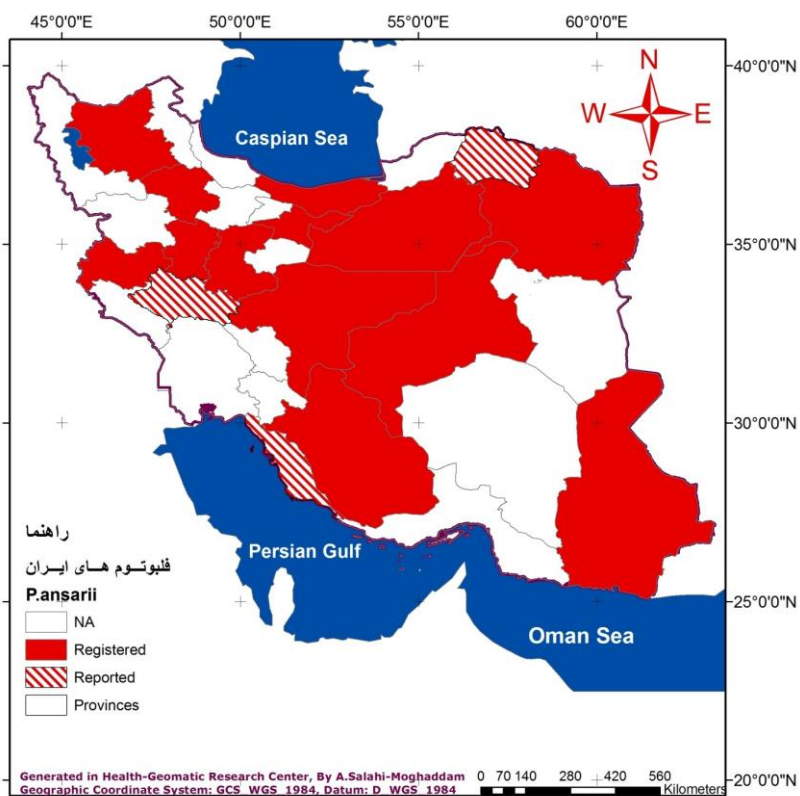 45°0'0"E 50°0'0"E 55°0'0"E 60°0'0"E
40°0'0"N
N
W E
S
Caspian Sea
35°0'0"N
30°0'0"N
راهنما
فلبوتـوم هـای ایـران
P.ansarii
NA
Registered
Reported
Provinces
Persian Gulf
25°0'0"N
Oman Sea
Generated in Health-Geomatic Research Center, By A.Salahi-Moghaddam
Geographic Coordinate System: GCS_WGS_1984, Datum: D_WGS_1984
0 70 140 280 420 560
Kilometers
20°0'0"N